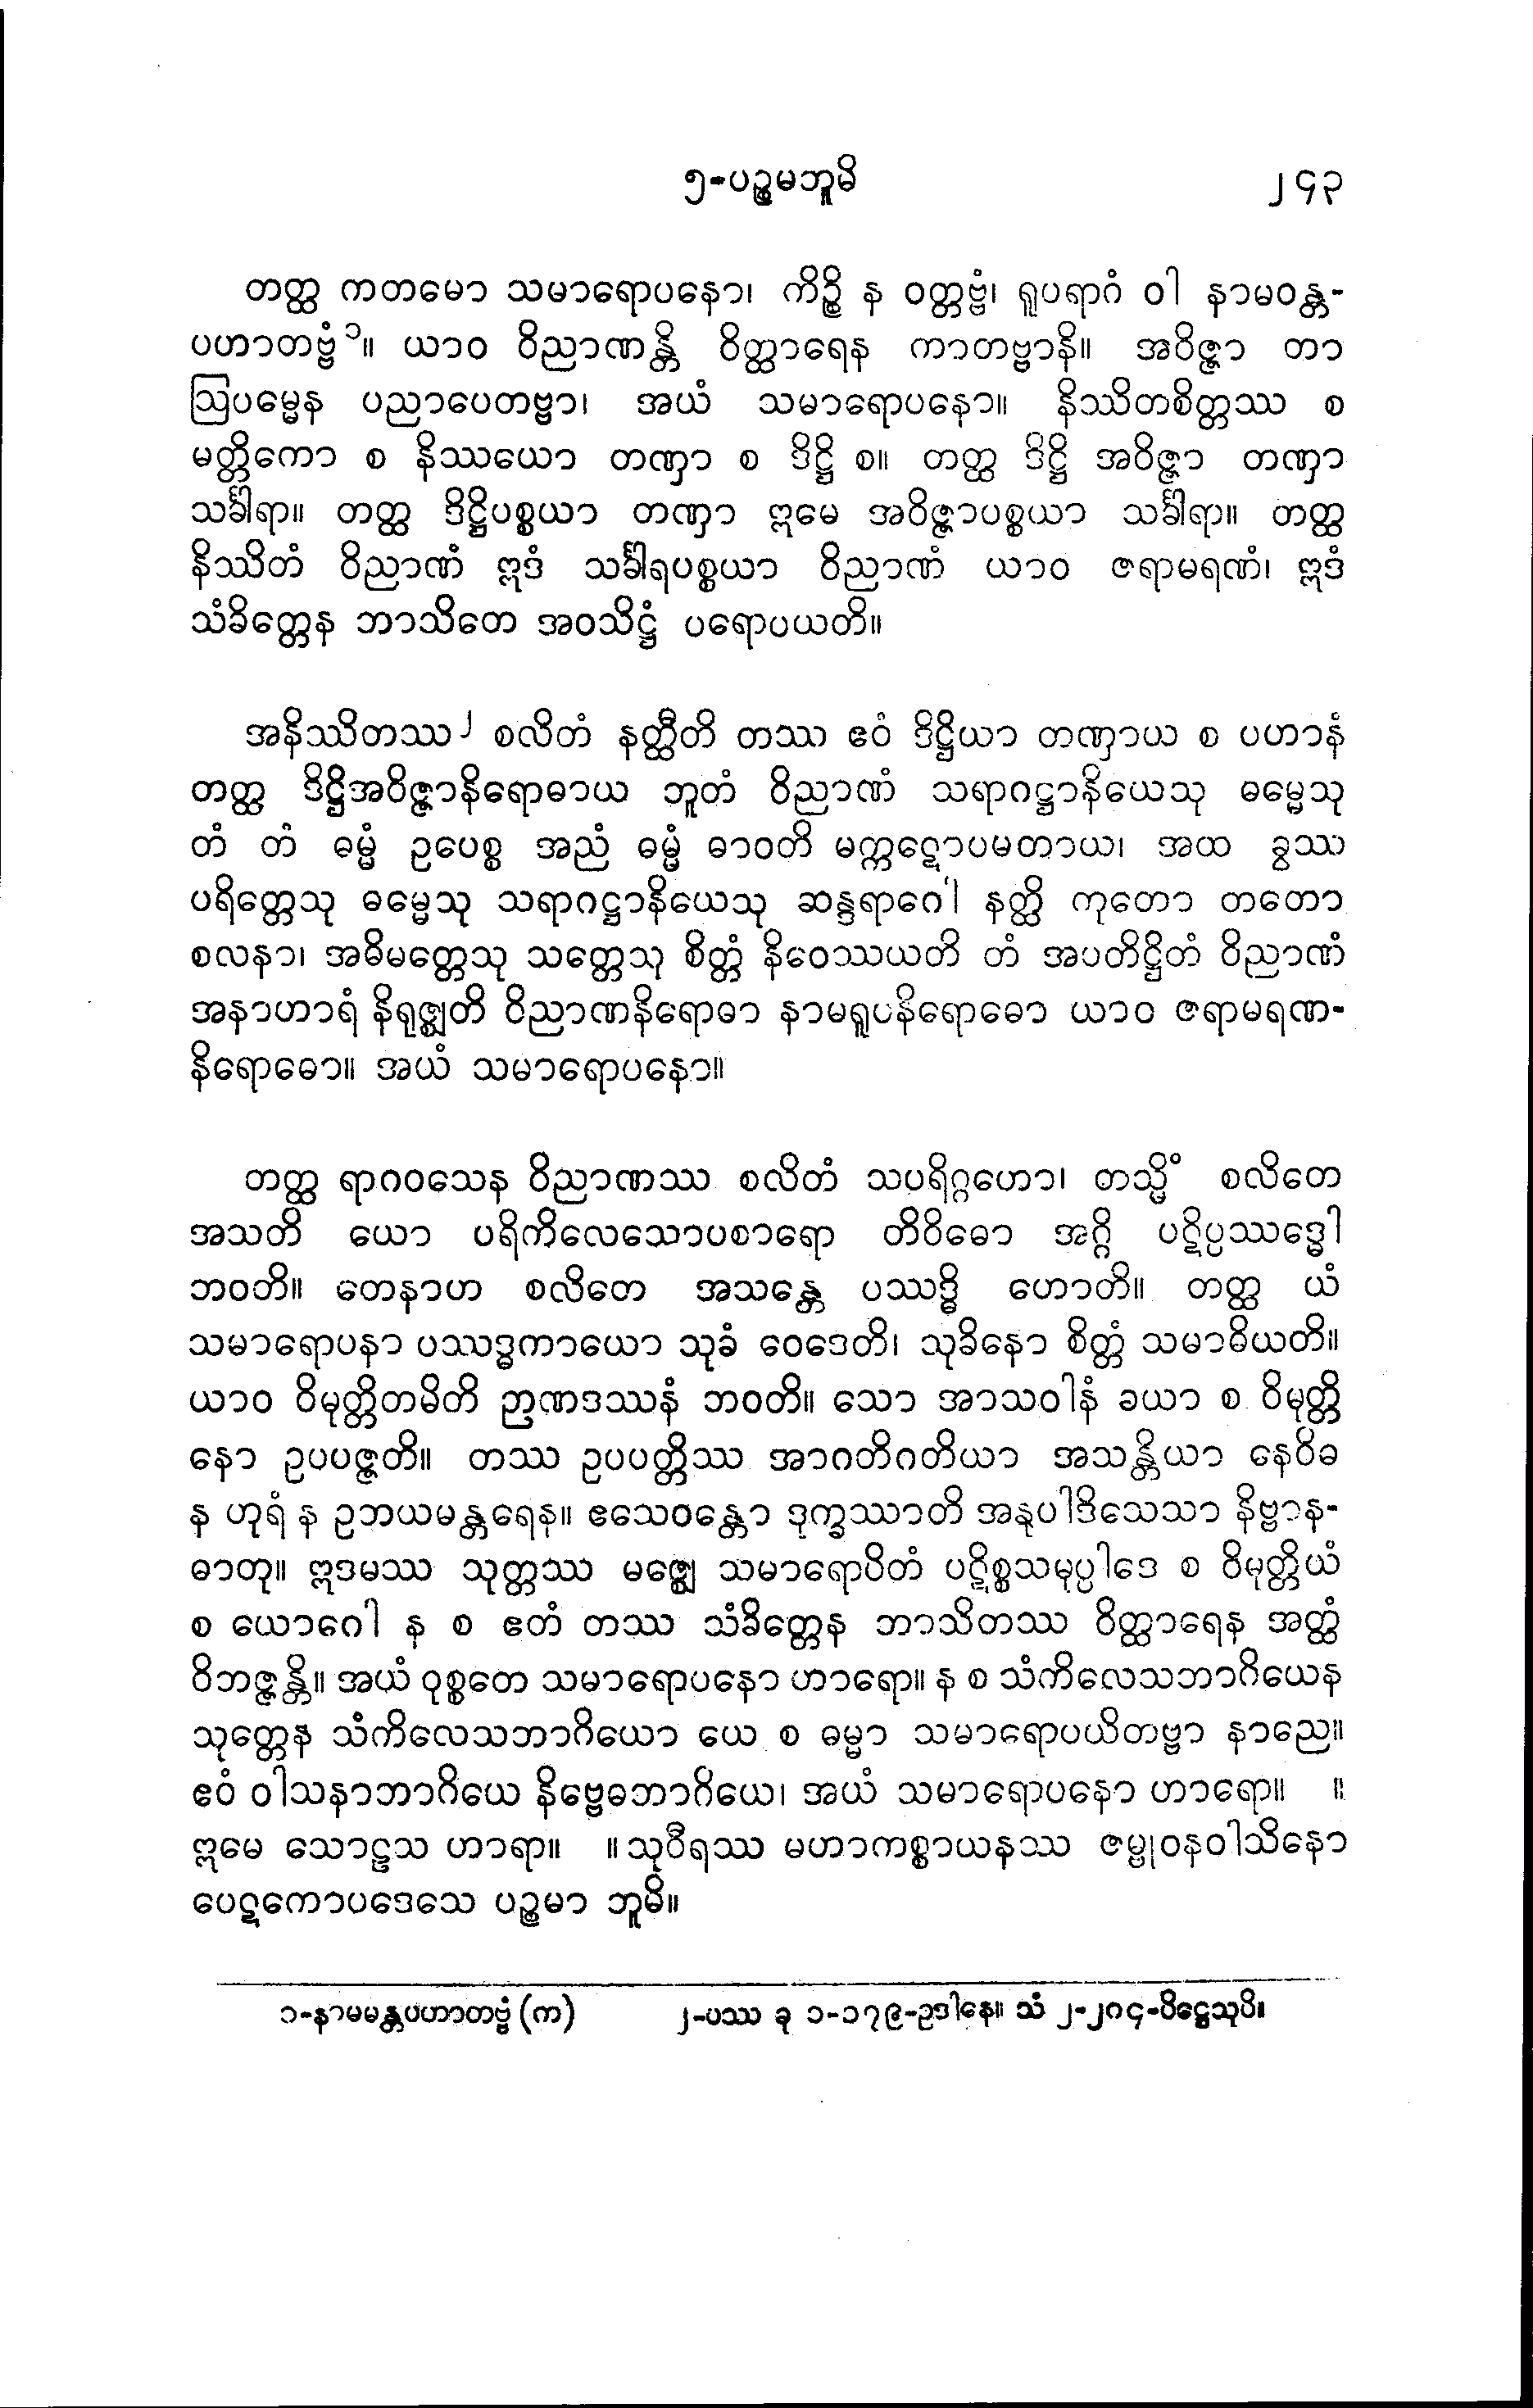 ၅-ပဉ္စမဘူမိ ၂၄၃
တတ္ထ ကတမော သမာရောပနော၊ ကိဉ္စိ န ဝတ္တဗ္ဗံ၊ ရူပရာဂံ ဝါ နာမဝန္တ-
ပဟာတဗ္ဗံ၁။ ယာဝ ဝိညာဏန္တိ ဝိတ္ထာရေန ကာတဗ္ဗာနိ။ အဝိဇ္ဇာ တာ
ဩပမ္မေန ပညာပေတဗ္ဗာ၊ အယံ သမာရောပနော။ နိဿိတစိတ္တဿ စ
မတ္တိကော စ နိဿယော တဏှာ စ ဒိဋ္ဌိ စ။ တတ္ထ ဒိဋ္ဌိ အဝိဇ္ဇာ တဏှာ
သင်္ခါရာ။ တတ္ထ ဒိဋ္ဌိပစ္စယာ တဏှာ ဣမေ အဝိဇ္ဇာပစ္စယာ သင်္ခါရာ။ တတ္ထ
နိဿိတံ ဝိညာဏံ ဣဒံ သင်္ခါရပစ္စယာ ဝိညာဏံ ယာဝ ဇရာမရဏံ၊ ဣဒံ
သံခိတ္တေန ဘာသိတေ အဝသိဋ္ဌံ ပရောပယတိ။
အနိဿိတဿ၂ စလိတံ နတ္ထီတိ တဿ ဧဝံ ဒိဋ္ဌိယာ တဏှာယ စ ပဟာနံ
တတ္ထ ဒိဋ္ဌိအဝိဇ္ဇာနိရောဓာယ ဘူတံ ဝိညာဏံ သရာဂဋ္ဌာနိယေသု ဓမ္မေသု
တံ တံ ဓမ္မံ ဥပေစ္စ အညံ ဓမ္မံ ဓာဝတိ မက္ကဋောပမတာယ၊ အထ ခွဿ
ပရိတ္တေသု ဓမ္မေသု သရာဂဋ္ဌာနိယေသု ဆန္ဒရာဂေါ နတ္ထိ ကုတော တတော
စလနာ၊ အဓိမတ္တေသု သတ္တေသု စိတ္တံ နိဝေဿယတိ တံ အပတိဋ္ဌိတံ ဝိညာဏံ
အနာဟာရံ နိရုဇ္ဈတိ ဝိညာဏနိရောဓာ နာမရူပနိရောဓော ယာဝ ဇရာမရဏ-
နိရောဓော။ အယံ သမာရောပနော။
တတ္ထ ရာဂဝသေန ဝိညာဏဿ စလိတံ သပရိဂ္ဂဟော၊ တသ္မိံ စလိတေ
အသတိ ယော ပရိကိလေသောပစာရော တိဝိဓော အဂ္ဂိ ပဋိပ္ပဿဒ္ဓေါ
ဘဝတိ။ တေနာဟ စလိတေ အသန္တေ ပဿဒ္ဓိ ဟောတိ။ တတ္ထ ယံ
သမာရောပနာ ပဿဒ္ဓကာယော သုခံ ဝေဒေတိ၊ သုခိနော စိတ္တံ သမာဓိယတိ။
ယာဝ ဝိမုတ္တိတမိတိ ဉာဏဒဿနံ ဘဝတိ။ သော အာသဝါနံ ခယာ စ ဝိမုတ္တိ
နော ဥပပဇ္ဇတိ။ တဿ ဥပပတ္တိဿ အာဂတိဂတိယာ အသန္တိယာ နေဝိဓ
န ဟုရံ န ဥဘယမန္တရေန။ ဧသေဝန္တော ဒုက္ခဿာတိ အနုပါဒိသေသာ နိဗ္ဗာန-
ဓာတု။ ဣဒမဿ သုတ္တဿ မဇ္ဈေ သမာရောပိတံ ပဋိစ္စသမုပ္ပါဒေ စ ဝိမုတ္တိယံ
စ ယောဂေါ န စ ဧတံ တဿ သံခိတ္တေန ဘာသိတဿ ဝိတ္ထာရေန အတ္ထံ
ဝိဘဇ္ဇန္တိ။ အယံ ဝုစ္စတေ သမာရောပနော ဟာရော။ န စ သံကိလေသဘာဂိယေန
သုတ္တေန သံကိလေသဘာဂိယော ယေ စ ဓမ္မာ သမာရောပယိတဗ္ဗာ နာညေ။
ဧဝံ ဝါသနာဘာဂိယေ နိဗ္ဗေဓဘာဂိယေ၊ အယံ သမာရောပနော ဟာရော။ ။
ဣမေ သောဠသ ဟာရာ။ ။ သုဝီရဿ မဟာကစ္စာယနဿ ဇမ္ဗုဝနဝါသိနော
ပေဋကောပဒေသေ ပဉ္စမာ ဘူမိ။
၁-နာမမန္တပဟာတဗ္ဗံ (က) ၂-ပဿ ခု ၁-၁၇၉-ဥဒါနေ။ သံ ၂-၂၈၄-ပိဋ္ဌေသုပိ။